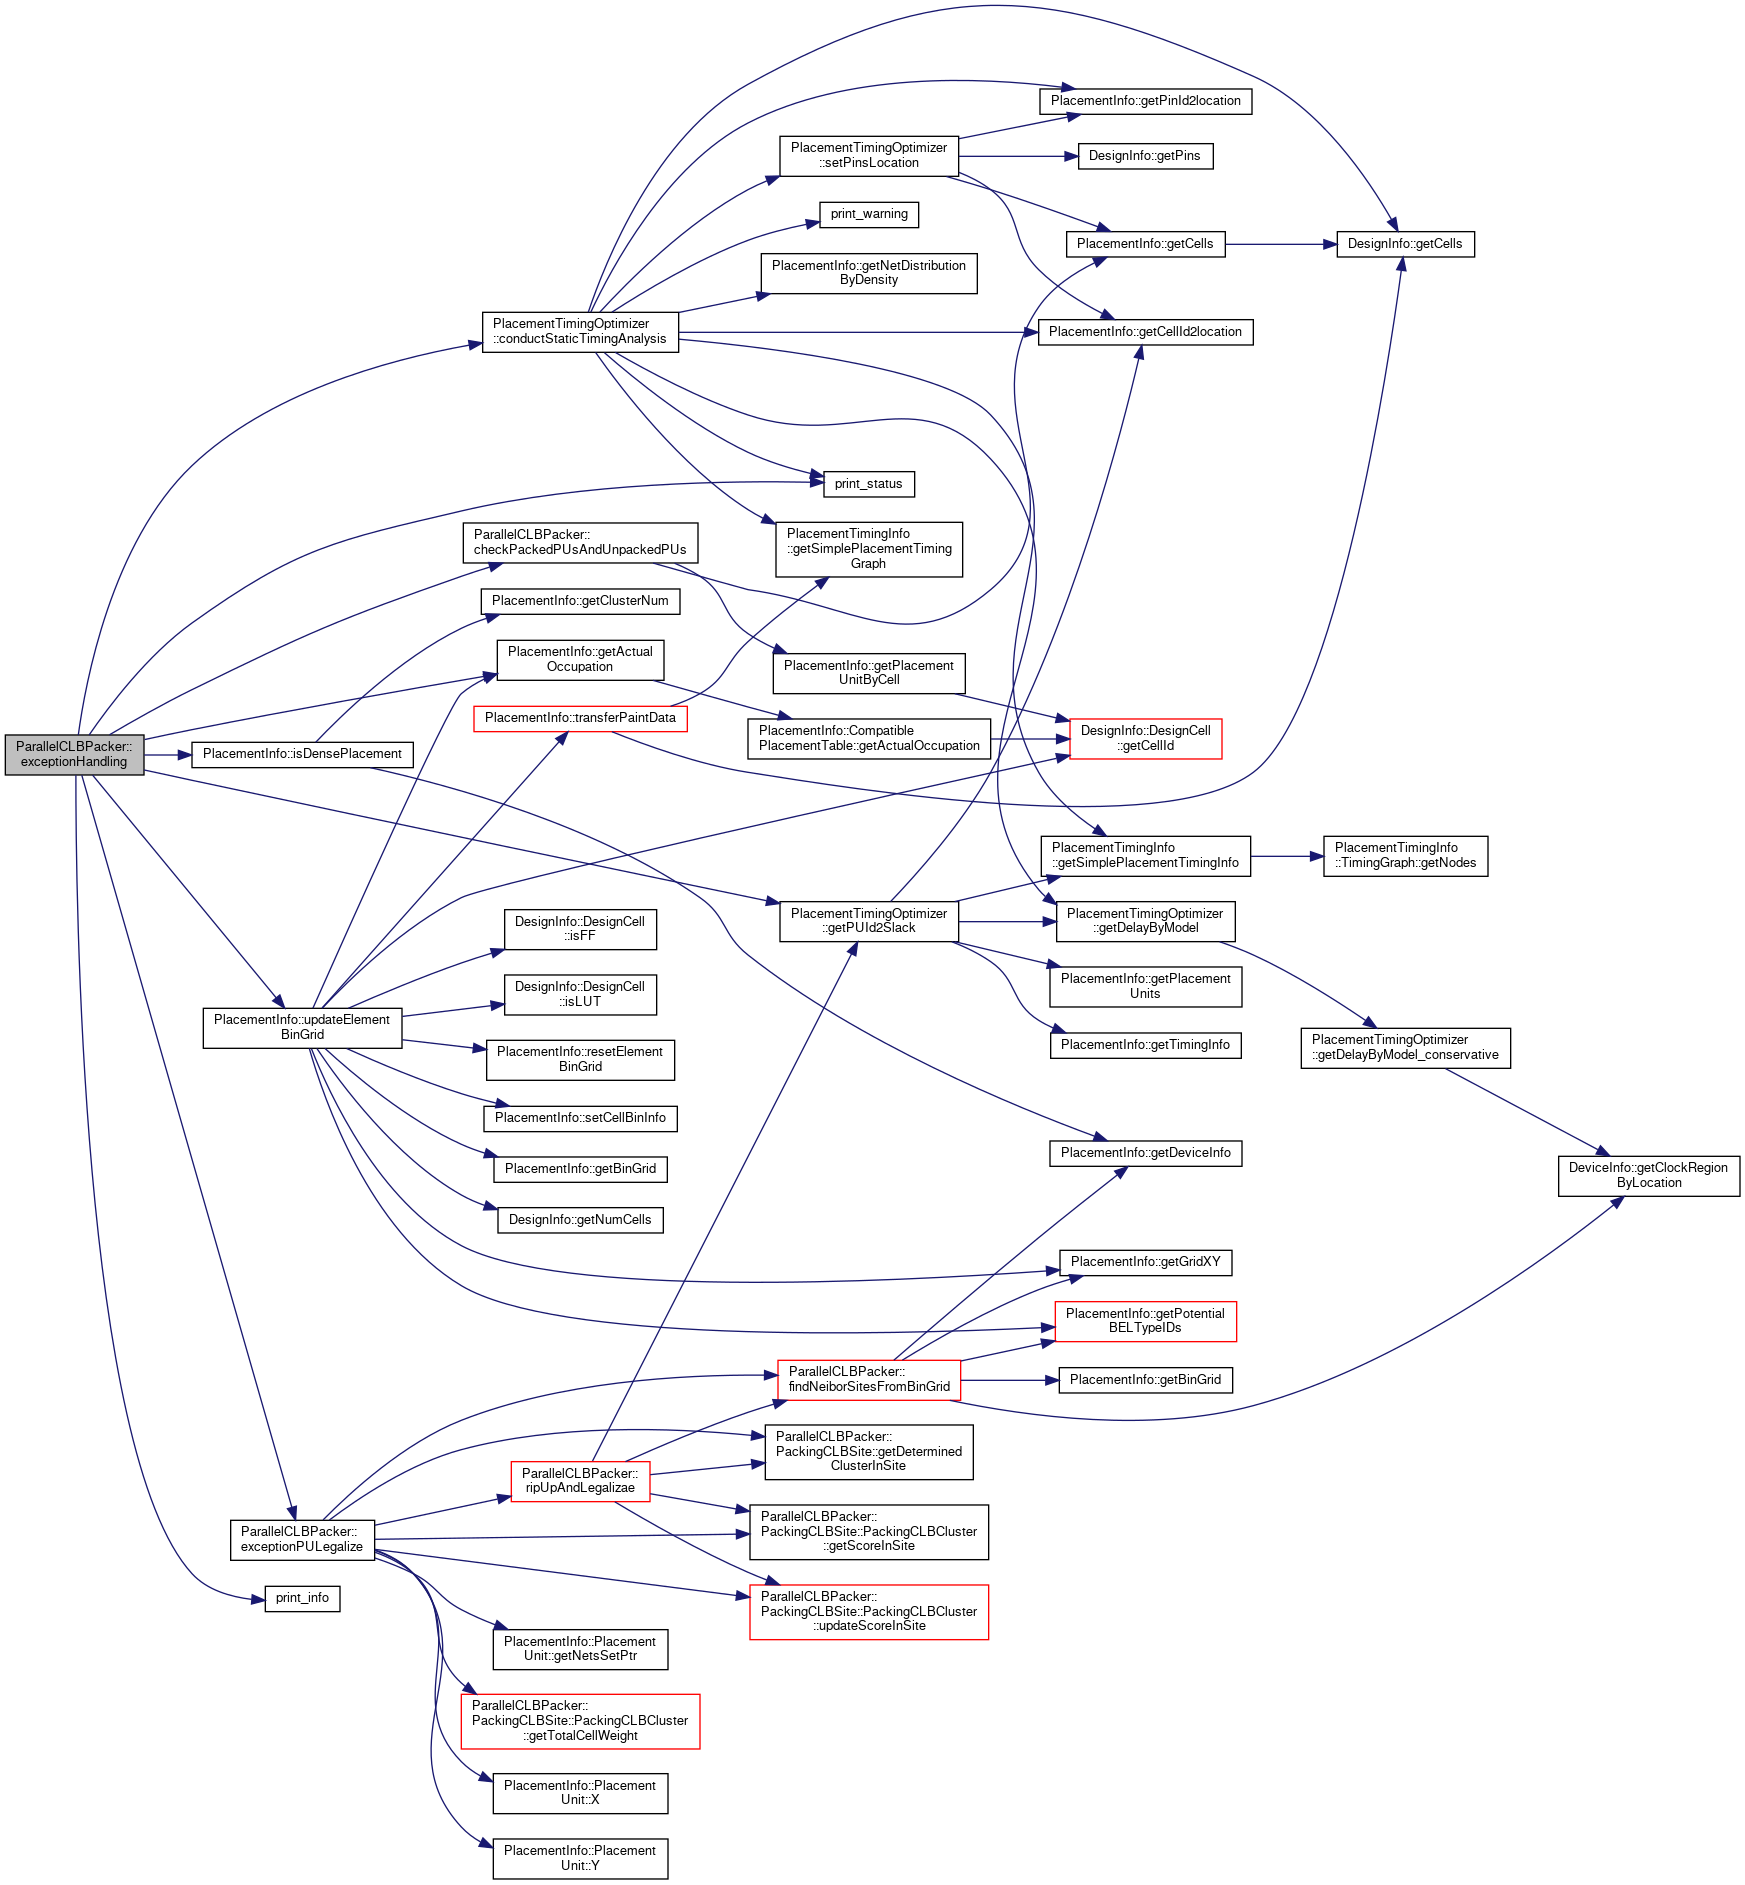 ParallelCLBPacker::
exceptionHandling
PlacementTimingOptimizer
::conductStaticTimingAnalysis
ParallelCLBPacker::
checkPackedPUsAndUnpackedPUs
PlacementInfo::getClusterNum
PlacementInfo::getActual
Occupation
PlacementInfo::transferPaintData
PlacementInfo::isDensePlacement
DesignInfo::DesignCell
::isFF
DesignInfo::DesignCell
::isLUT
PlacementInfo::updateElement
BinGrid
PlacementInfo::resetElement
BinGrid
PlacementInfo::setCellBinInfo
PlacementInfo::getBinGrid
DesignInfo::getNumCells
ParallelCLBPacker::
ripUpAndLegalizae
ParallelCLBPacker::
exceptionPULegalize
print_info
PlacementInfo::Placement
Unit::getNetsSetPtr
ParallelCLBPacker::
PackingCLBSite::PackingCLBCluster
::getTotalCellWeight
PlacementInfo::Placement
Unit::X
PlacementInfo::Placement
Unit::Y
PlacementTimingOptimizer
::setPinsLocation
print_warning
PlacementInfo::getNetDistribution
ByDensity
print_status
PlacementTimingInfo
::getSimplePlacementTiming
Graph
PlacementInfo::getPlacement
UnitByCell
PlacementInfo::Compatible
PlacementTable::getActualOccupation
PlacementTimingOptimizer
::getPUId2Slack
ParallelCLBPacker::
findNeiborSitesFromBinGrid
ParallelCLBPacker::
PackingCLBSite::getDetermined
ClusterInSite
ParallelCLBPacker::
PackingCLBSite::PackingCLBCluster
::getScoreInSite
ParallelCLBPacker::
PackingCLBSite::PackingCLBCluster
::updateScoreInSite
PlacementInfo::getPinId2location
DesignInfo::getPins
PlacementInfo::getCells
PlacementInfo::getCellId2location
DesignInfo::DesignCell
::getCellId
PlacementTimingInfo
::getSimplePlacementTimingInfo
PlacementTimingOptimizer
::getDelayByModel
PlacementInfo::getPlacement
Units
PlacementInfo::getTimingInfo
PlacementInfo::getDeviceInfo
PlacementInfo::getGridXY
PlacementInfo::getPotential
BELTypeIDs
PlacementInfo::getBinGrid
DesignInfo::getCells
PlacementTimingInfo
::TimingGraph::getNodes
PlacementTimingOptimizer
::getDelayByModel_conservative
DeviceInfo::getClockRegion
ByLocation